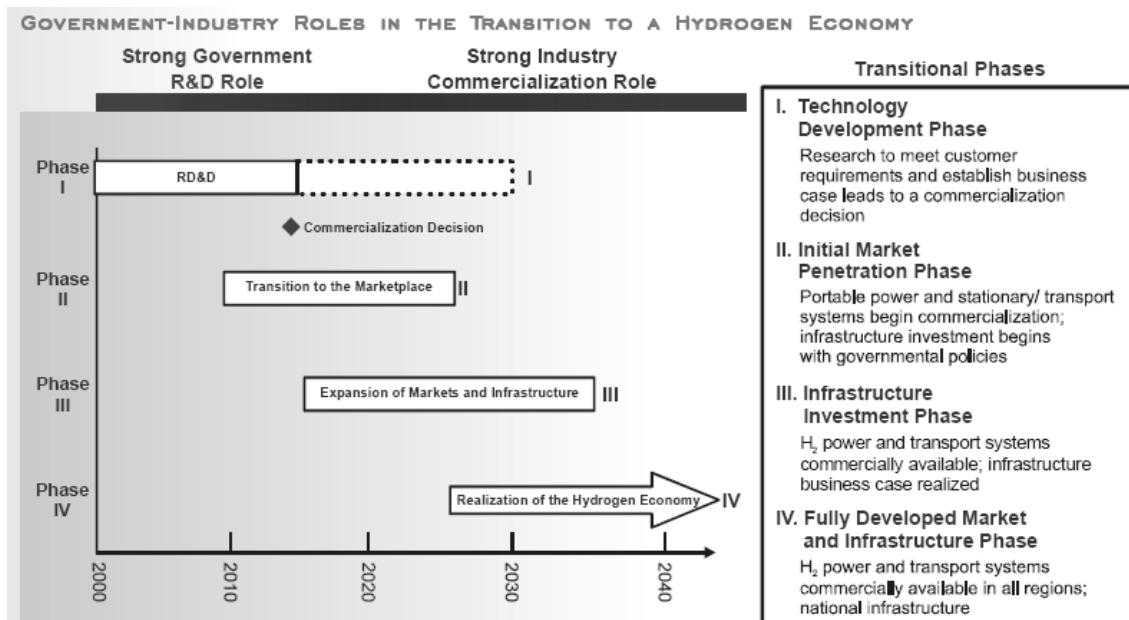 GOVERNMENT-INDUSTRY ROLES IN THE TRANSITION TO A HYDROGEN ECONOMY
Strong Government
R&D Role
Strong Industry
Commercialization Role
Phase
I
RD&D
I
Commercialization Decision
Phase
II
Transition to the Marketplace
II
Phase
III
Expansion of Markets and Infrastructure
III
Phase
IV
Realization of the Hydrogen Economy
IV
2000
2010
2020
2030
2040
Transitional Phases
I. Technology
Development Phase
Research to meet customer
requirements and establish business
case leads to a commercialization
decision
II. Initial Market
Penetration Phase
Portable power and stationary/ transport
systems begin commercialization;
infrastructure investment begins
with governmental policies
III. Infrastructure
Investment Phase
H₂ power and transport systems
commercially available; infrastructure
business case realized
IV. Fully Developed Market
and Infrastructure Phase
H₂ power and transport systems
commercially available in all regions;
national infrastructure